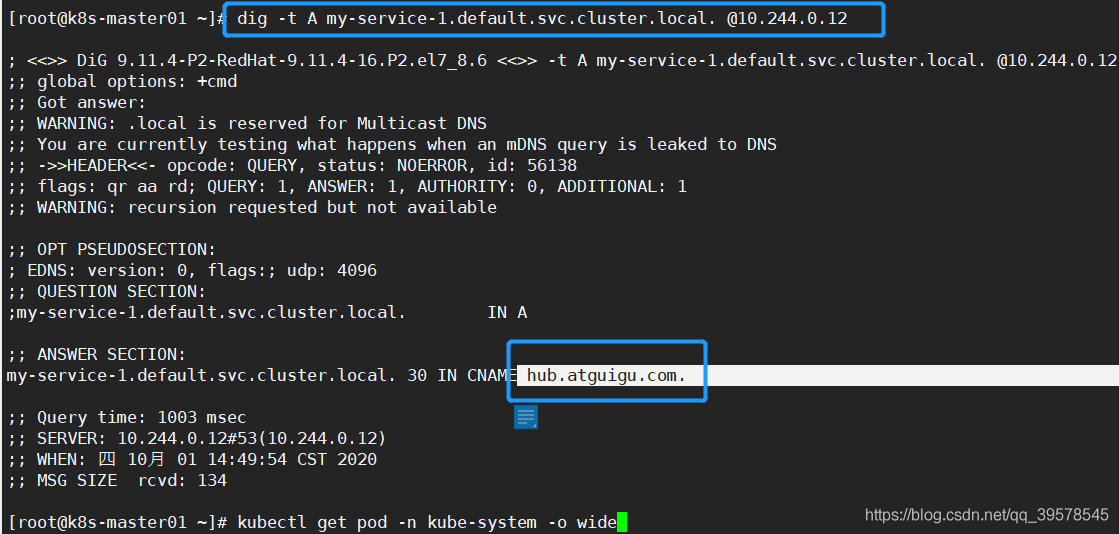 [root@k8s-master01 ~]# dig -t A my-service-1.default.svc.cluster.local. @10.244.0.12
; <<>> DiG 9.11.4-P2-RedHat-9.11.4-16.P2.el7_8.6 <<>> -t A my-service-1.default.svc.cluster.local. @10.244.0.12
;; global options: +cmd
;; Got answer:
;; WARNING: .local is reserved for Multicast DNS
;; You are currently testing what happens when an mDNS query is leaked to DNS
;; ->>HEADER<<- opcode: QUERY, status: NOERROR, id: 56138
;; flags: qr aa rd; QUERY: 1, ANSWER: 1, AUTHORITY: 0, ADDITIONAL: 1
;; WARNING: recursion requested but not available
;; OPT PSEUDOSECTION:
; EDNS: version: 0, flags:; udp: 4096
;; QUESTION SECTION:
;my-service-1.default.svc.cluster.local. IN A
;; ANSWER SECTION:
my-service-1.default.svc.cluster.local. 30 IN CNAME hub.atguigu.com.
;; Query time: 1003 msec
;; SERVER: 10.244.0.12#53(10.244.0.12)
;; WHEN: 四 10月 01 14:49:54 CST 2020
;; MSG SIZE rcvd: 134
[root@k8s-master01 ~]# kubectl get pod -n kube-system -o wide
https://blog.csdn.net/qq_39578545